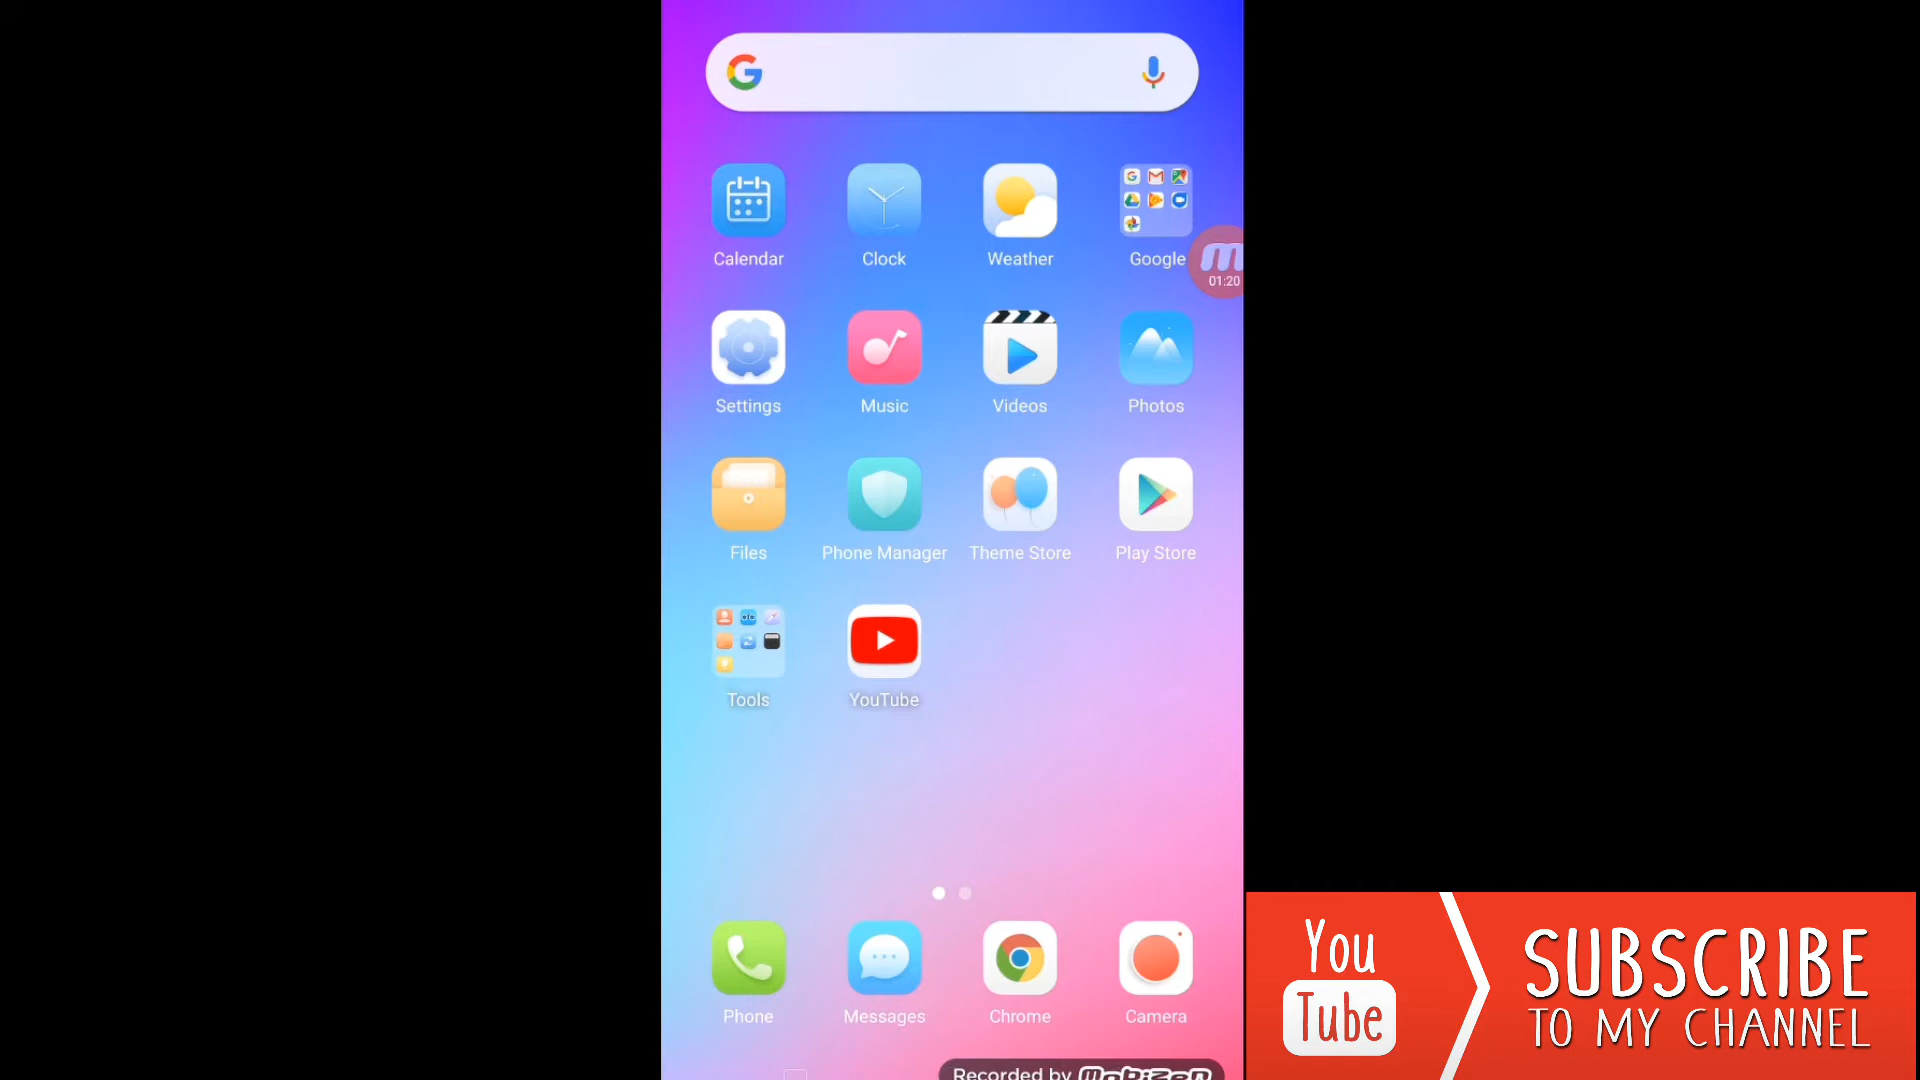 Calendar Clock Weather Google
01:20
Settings Music Videos Photos
Files Phone Manager Theme Store Play Store
Tools YouTube
Phone Messages Chrome Camera
Recorded by mobizen
You
Tube
SUBSCRIBE
TO MY CHANNEL